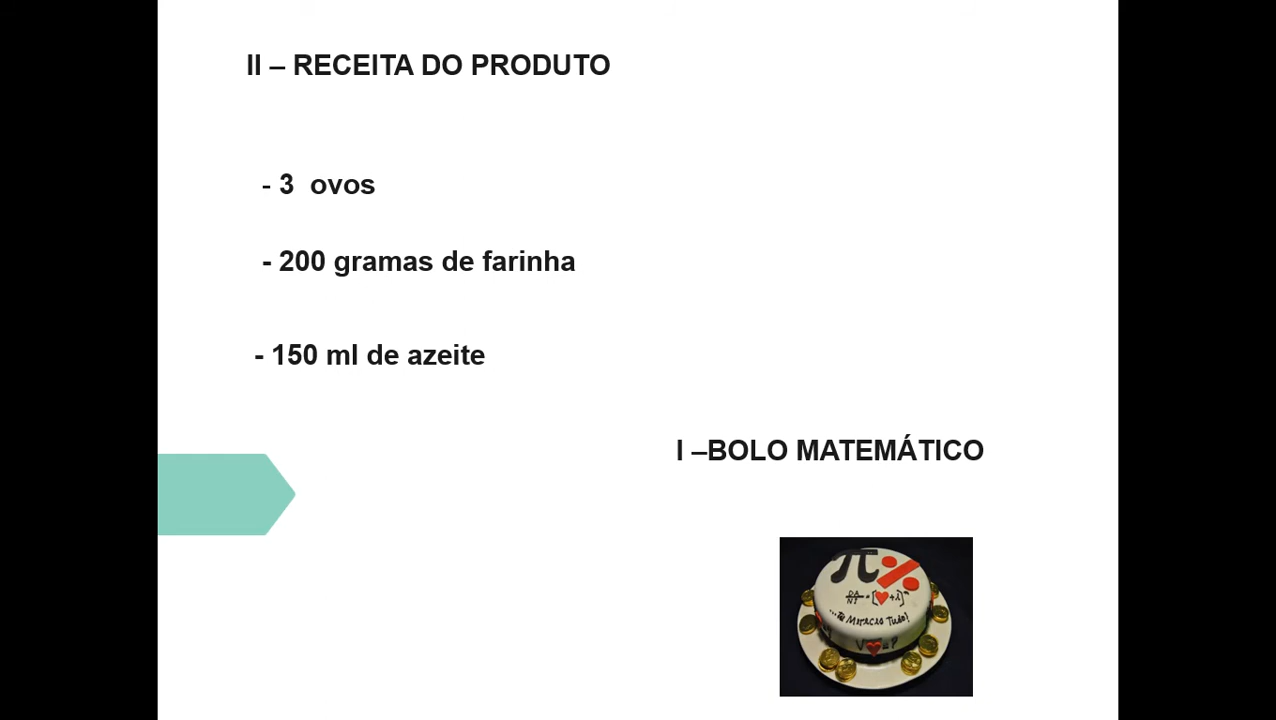 II – RECEITA DO PRODUTO
- 3 ovos
- 200 gramas de farinha
- 150 ml de azeite
I –BOLO MATEMÁTICO
π%